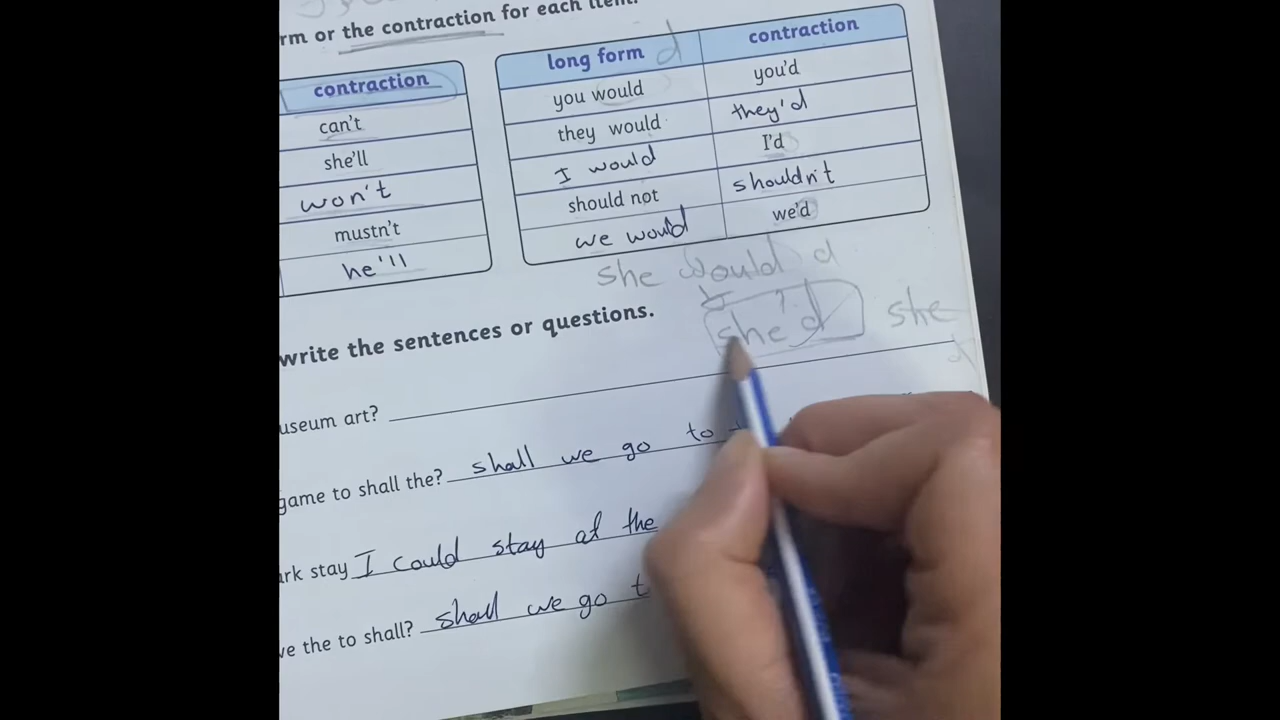 rm or the contraction for each item.
contraction
can't
she'll
won't
mustn't
he'll
long form d contraction
you would you'd
they would they'd
I would I'd
should not shouldn't
we would we'd
she would d
she'd she
write the sentences or questions.
useum art?
game to shall the? shall we go to
ark stay I could stay at the
ve the to shall? shall we go t